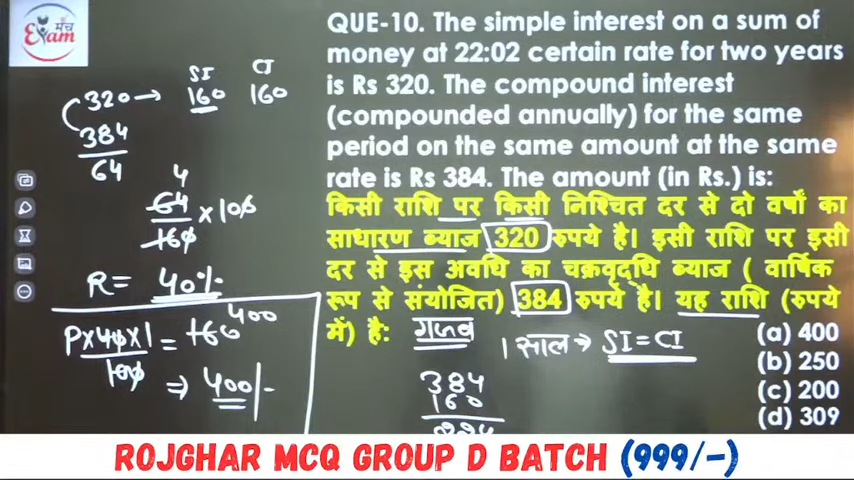 मंच
Exam
QUE-10. The simple interest on a sum of
money at 22:02 certain rate for two years
is Rs 320. The compound interest
(compounded annually) for the same
period on the same amount at the same
rate is Rs 384. The amount (in Rs.) is:
किसी राशि पर किसी निश्चित दर से दो वर्षों का
साधारण ब्याज 320 रुपये है। इसी राशि पर इसी
दर से इस अवधि का चक्रवृद्धि ब्याज ( वार्षिक
रूप से संयोजित) 384 रुपये है। यह राशि (रुपये
में) है:
(a) 400
(b) 250
(c) 200
(d) 309
SI CI
320 → 160 160
384
64
4
64 × 100
160
R = 40%
P×40×1 = 160 400
100
⇒ 400/-
1 साल → SI = CI
384
160
ROJGHAR MCQ GROUP D BATCH (999/-)